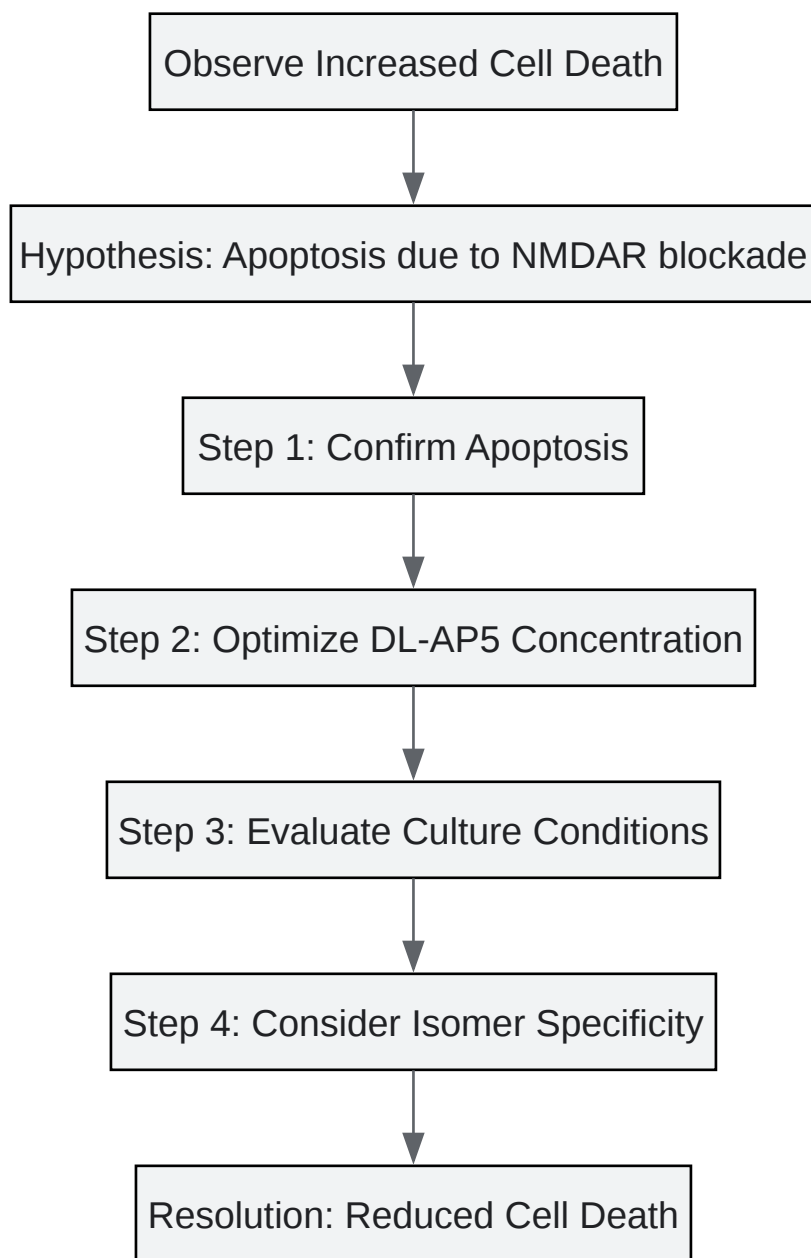 Observe Increased Cell Death
Hypothesis: Apoptosis due to NMDAR blockade
Step 1: Confirm Apoptosis
Step 2: Optimize DL-AP5 Concentration
Step 3: Evaluate Culture Conditions
Step 4: Consider Isomer Specificity
Resolution: Reduced Cell Death